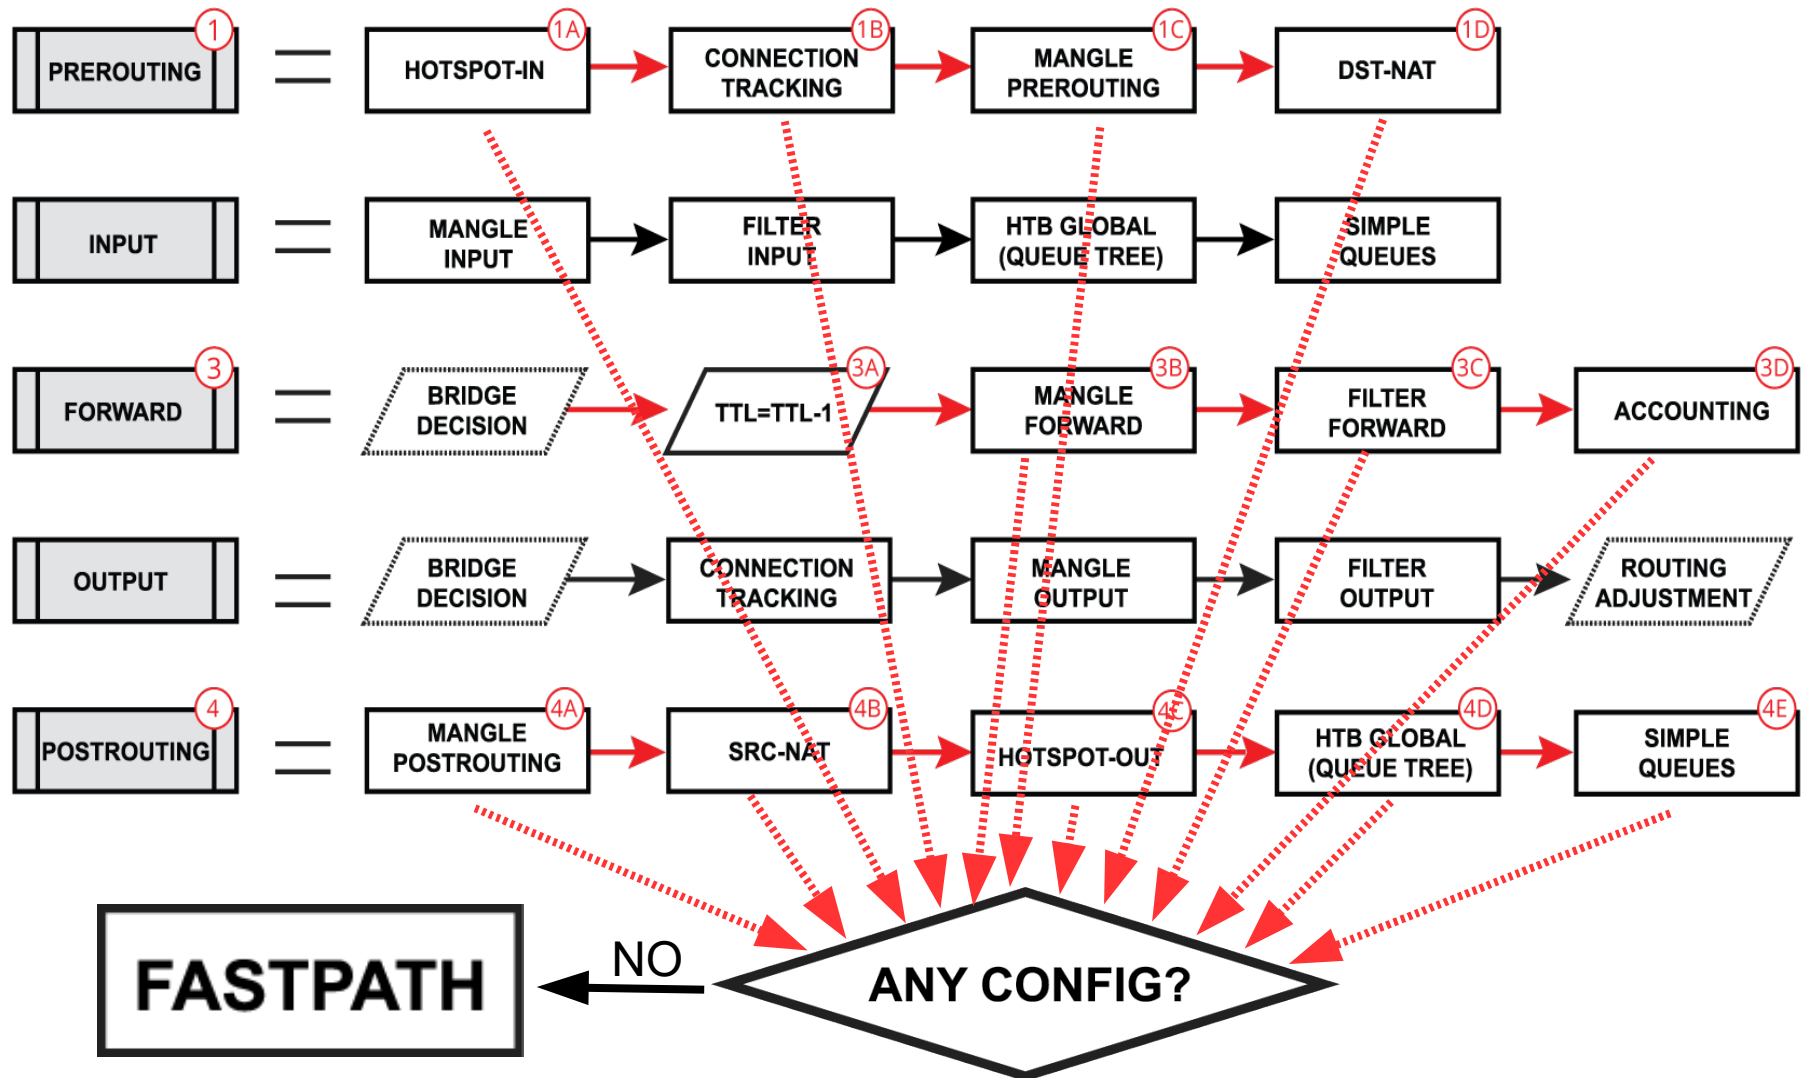 1
PREROUTING
1A
HOTSPOT-IN
1B
CONNECTION
TRACKING
1C
MANGLE
PREROUTING
1D
DST-NAT
INPUT
MANGLE
INPUT
FILTER
INPUT
HTB GLOBAL
(QUEUE TREE)
SIMPLE
QUEUES
3
FORWARD
BRIDGE
DECISION
3A
TTL=TTL-1
3B
MANGLE
FORWARD
3C
FILTER
FORWARD
3D
ACCOUNTING
OUTPUT
BRIDGE
DECISION
CONNECTION
TRACKING
MANGLE
OUTPUT
FILTER
OUTPUT
ROUTING
ADJUSTMENT
4
POSTROUTING
4A
MANGLE
POSTROUTING
4B
SRC-NAT
4C
HOTSPOT-OUT
4D
HTB GLOBAL
(QUEUE TREE)
4E
SIMPLE
QUEUES
FASTPATH
NO
ANY CONFIG?